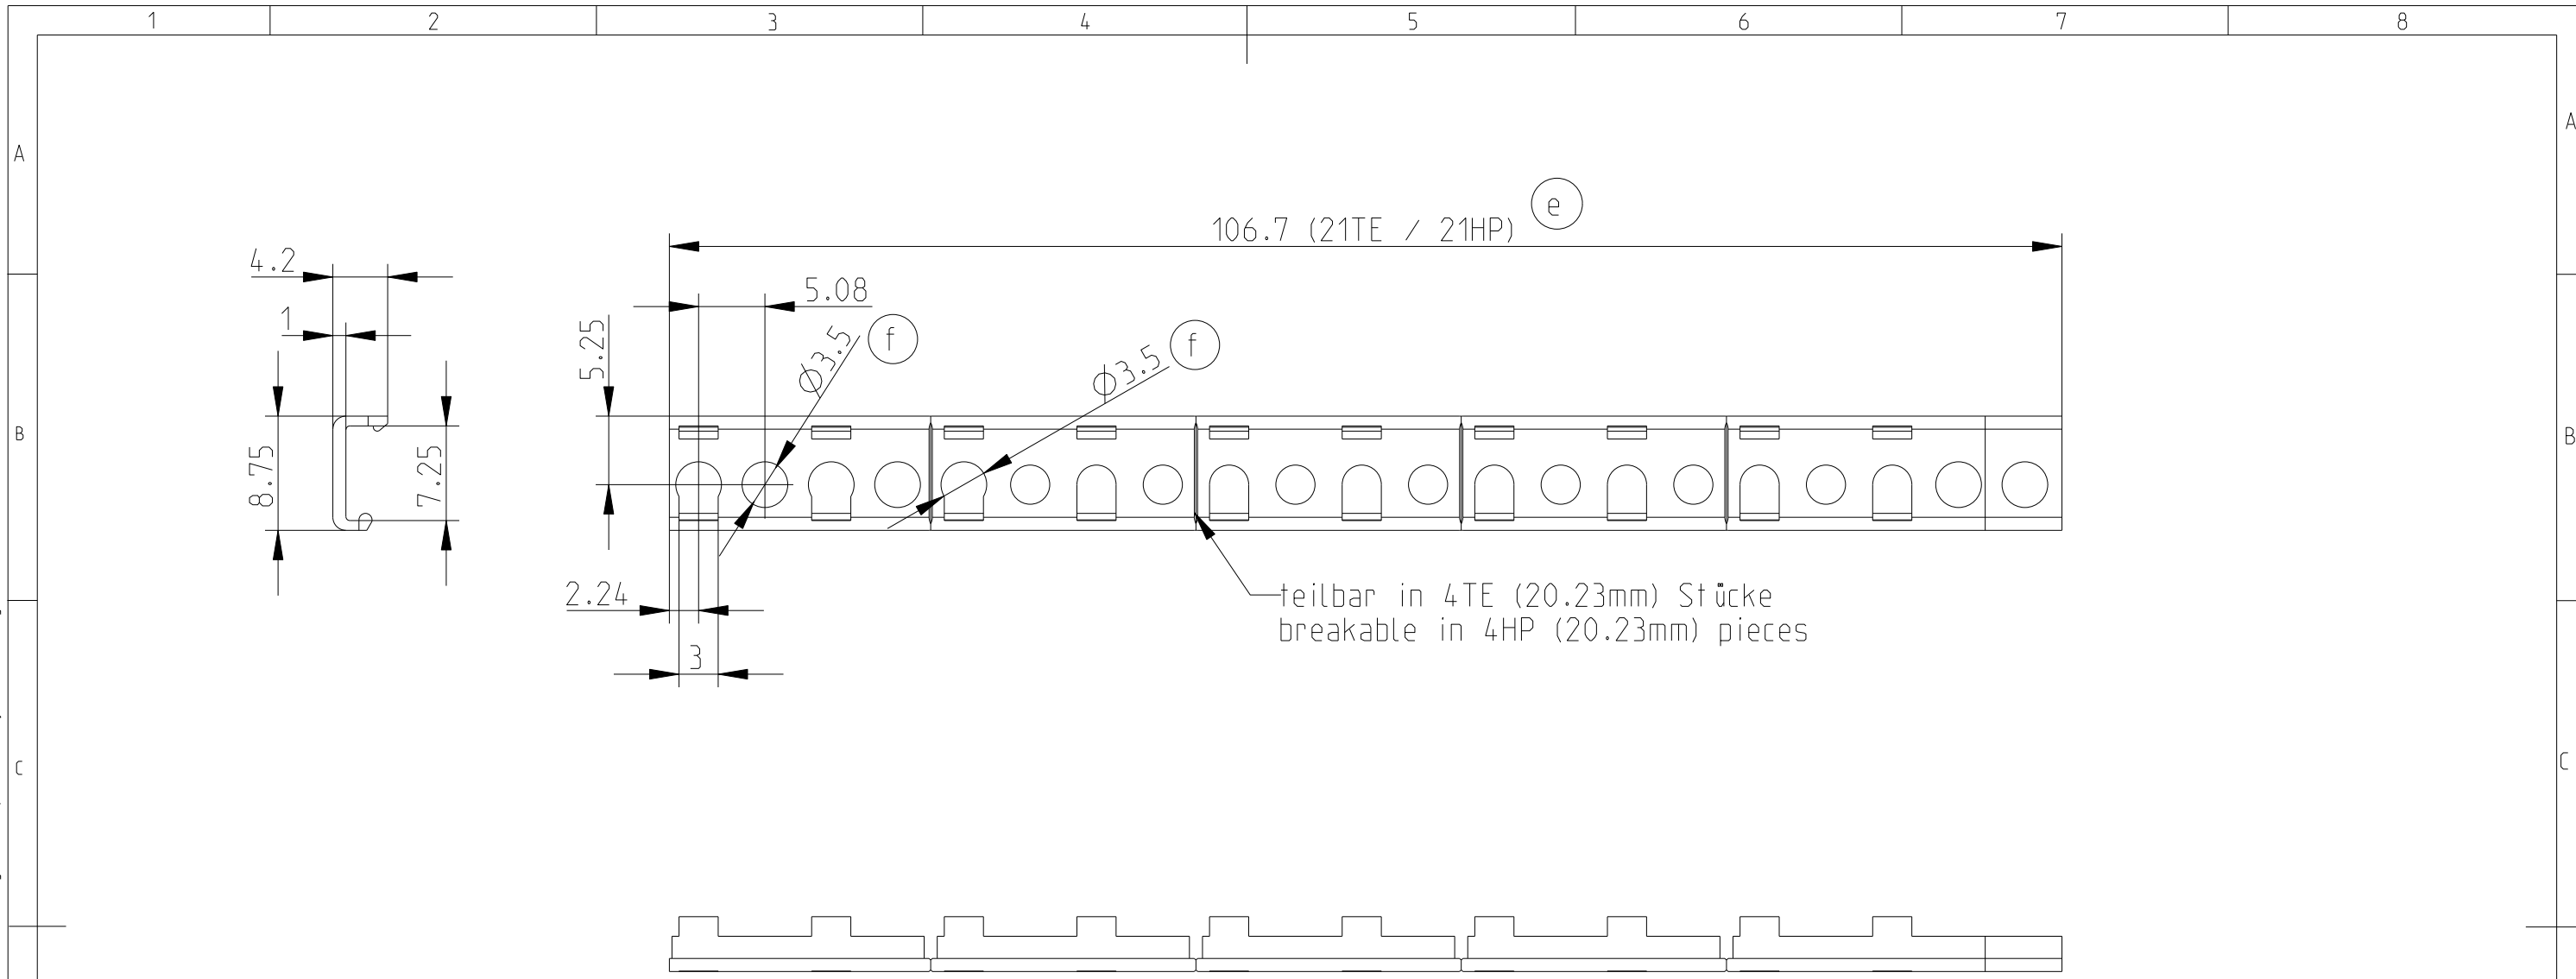 1 2 3 4 5 6 7 8
A A
106.7 (21TE / 21HP) e
4.2
5.08
1
5.25
Ø3.5 f
Ø3.5 f
B B
8.75
7.25
2.24
teilbar in 4TE (20.23mm) Stücke
breakable in 4HP (20.23mm) pieces
3
C C